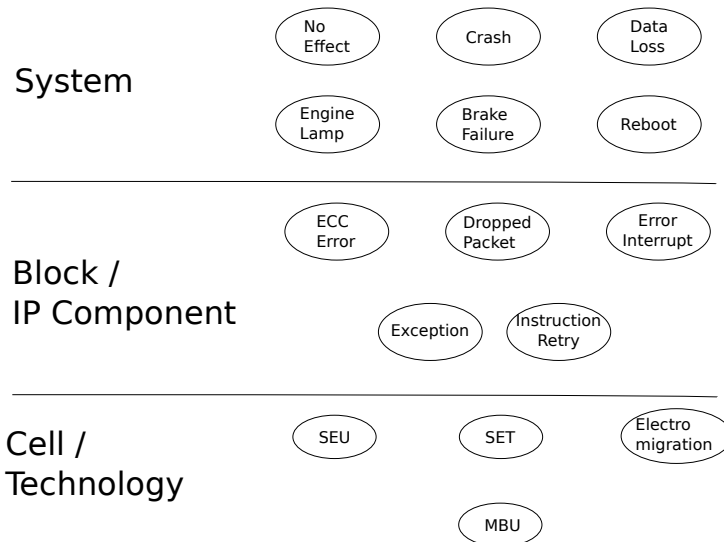 System
No
Effect
Crash
Data
Loss
Engine
Lamp
Brake
Failure
Reboot
Block /
IP Component
ECC
Error
Dropped
Packet
Error
Interrupt
Exception
Instruction
Retry
Cell /
Technology
SEU
SET
Electro
migration
MBU